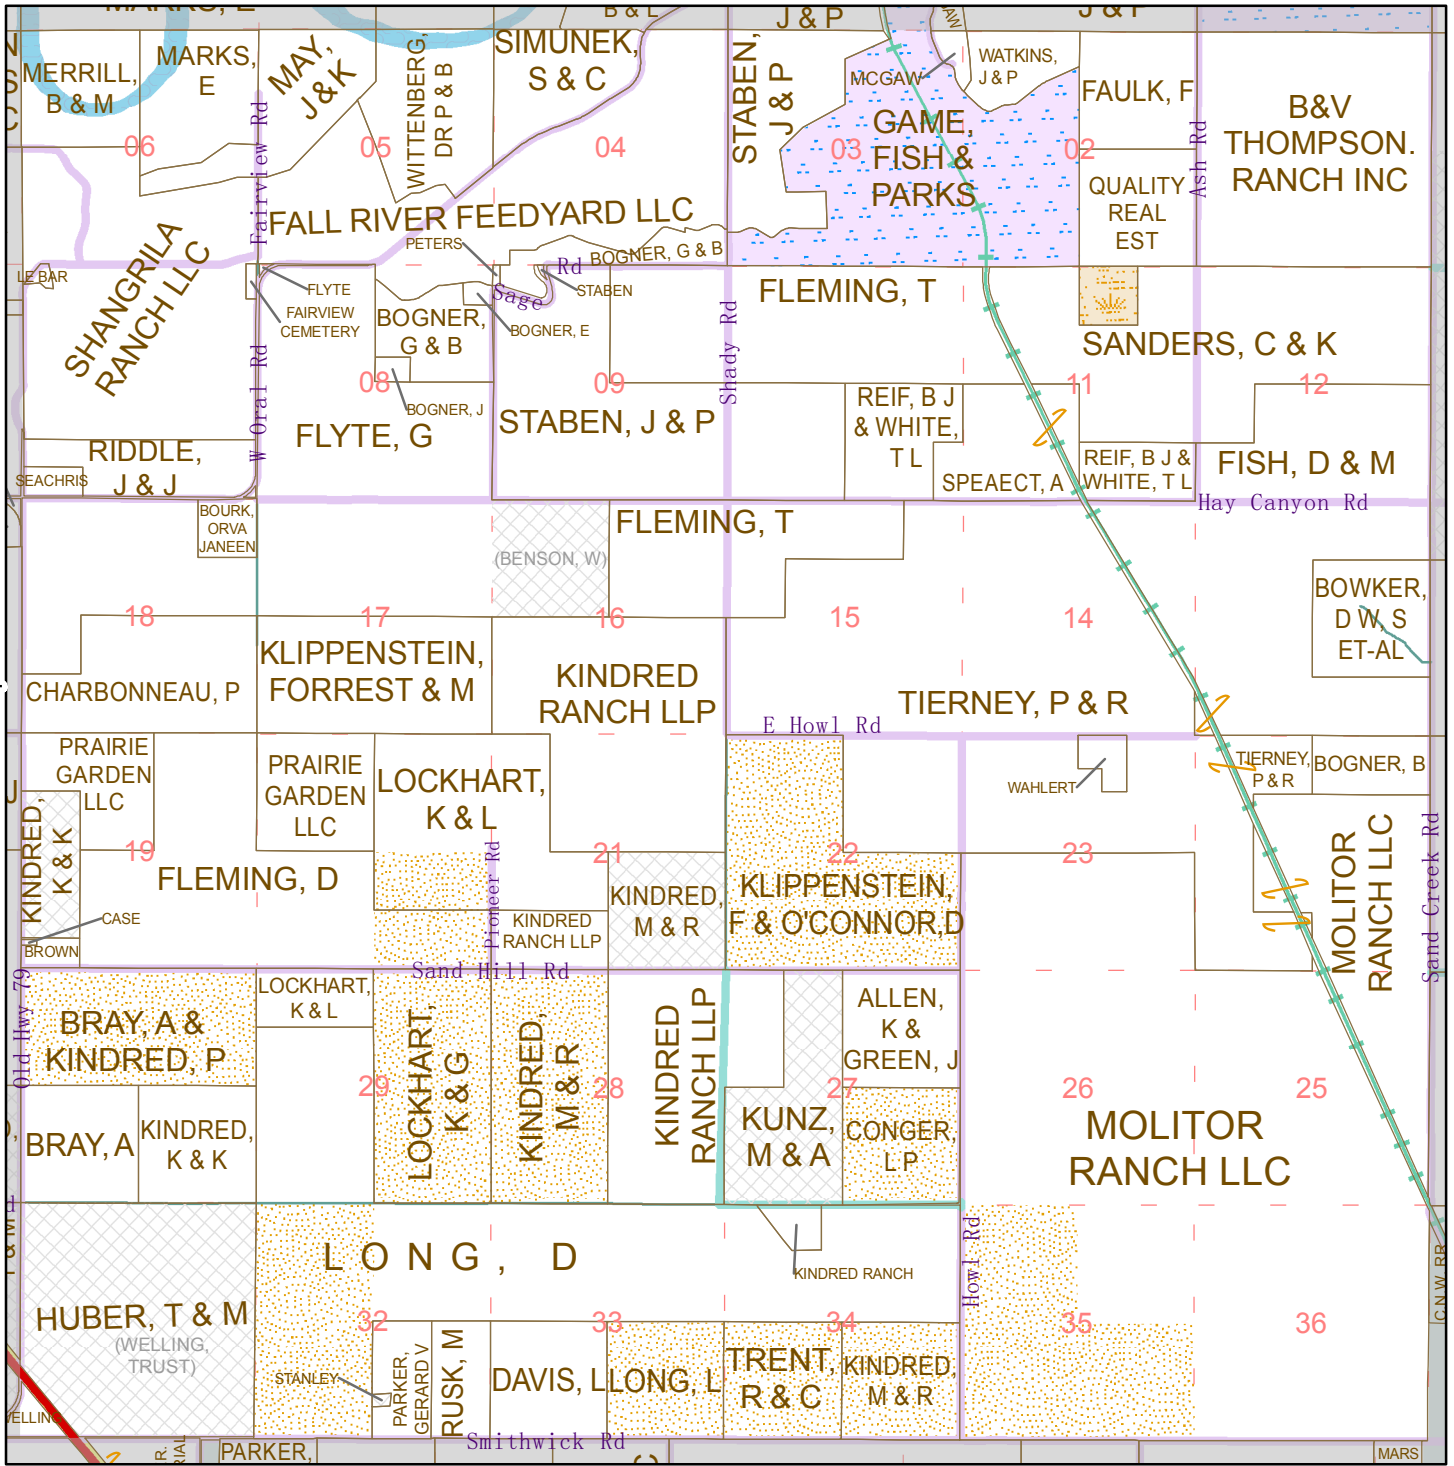 MARKS, E
B & L
J & P
J & P
N
S
C
MERRILL,
B & M
MARKS,
E
MAY,
J & K
WITTENBERG,
DR P & B
SIMUNEK,
S & C
STABEN,
J & P
MCGAW
WATKINS,
J & P
FAULK, F
B&V
THOMPSON.
RANCH INC
GAME,
FISH &
PARKS
QUALITY
REAL
EST
06
05
04
03
02
Fairview Rd
Ash Rd
FALL RIVER FEEDYARD LLC
PETERS
BOGNER, G & B
SHANGRILA
RANCH LLC
LE BAR
FLYTE
FAIRVIEW
CEMETERY
BOGNER,
G & B
Sage
Rd
STABEN
BOGNER, E
FLEMING, T
SANDERS, C & K
Shady Rd
W Oral Rd
08
09
11
12
BOGNER, J
FLYTE, G
STABEN, J & P
REIF, B J
& WHITE,
T L
SPEAECT, A
REIF, B J &
WHITE, T L
FISH, D & M
RIDDLE,
J & J
SEACHRIS
Hay Canyon Rd
BOURK,
ORVA
JANEEN
(BENSON, W)
FLEMING, T
BOWKER,
D W, S
ET-AL
18
17
16
15
14
CHARBONNEAU, P
KLIPPENSTEIN,
FORREST & M
KINDRED
RANCH LLP
TIERNEY, P & R
E Howl Rd
PRAIRIE
GARDEN
LLC
PRAIRIE
GARDEN
LLC
LOCKHART,
K & L
WAHLERT
TIERNEY,
P & R
BOGNER, B
J
KINDRED,
K & K
19
21
22
23
FLEMING, D
Pioneer Rd
KINDRED,
M & R
KLIPPENSTEIN,
F & O'CONNOR,D
MOLITOR
RANCH LLC
Sand Creek Rd
CASE
BROWN
KINDRED
RANCH LLP
Sand Hill Rd
Old Hwy 79
BRAY, A &
KINDRED, P
LOCKHART,
K & L
LOCKHART,
K & G
KINDRED,
M & R
KINDRED
RANCH LLP
ALLEN,
K &
GREEN, J
29
28
27
26
25
BRAY, A
KINDRED,
K & K
KUNZ,
M & A
CONGER,
L P
MOLITOR
RANCH LLC
LONG, D
KINDRED RANCH
Howl Rd
C N W RR
HUBER, T & M
(WELLING,
TRUST)
32
33
34
35
36
STANLEY
PARKER,
GERARD V
RUSK, M
DAVIS, L
LONG, L
TRENT,
R & C
KINDRED,
M & R
Smithwick Rd
PARKER,
MARS